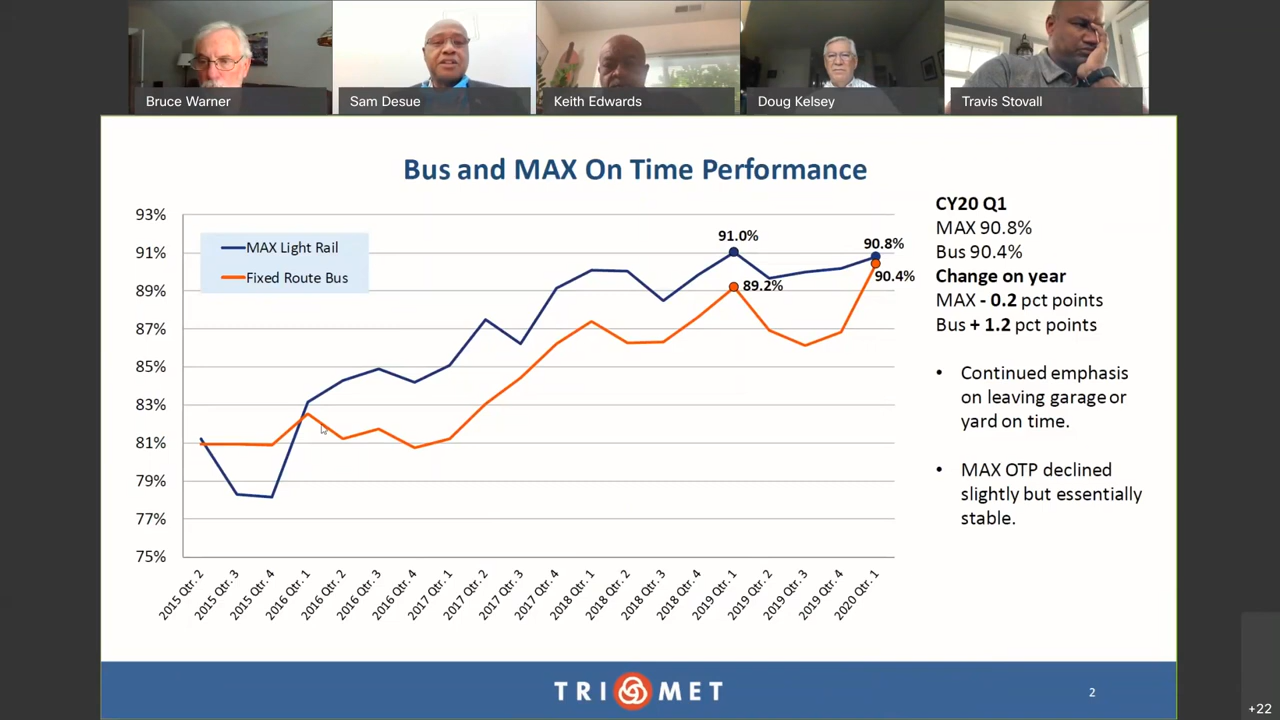 Bruce Warner
Sam Desue
Keith Edwards
Doug Kelsey
Travis Stovall
Bus and MAX On Time Performance
93%
91%
89%
87%
85%
83%
81%
79%
77%
75%
MAX Light Rail
Fixed Route Bus
91.0%
89.2%
90.8%
90.4%
2015 Qtr. 2
2015 Qtr. 3
2015 Qtr. 4
2016 Qtr. 1
2016 Qtr. 2
2016 Qtr. 3
2016 Qtr. 4
2017 Qtr. 1
2017 Qtr. 2
2017 Qtr. 3
2017 Qtr. 4
2018 Qtr. 1
2018 Qtr. 2
2018 Qtr. 3
2018 Qtr. 4
2019 Qtr. 1
2019 Qtr. 2
2019 Qtr. 3
2019 Qtr. 4
2020 Qtr. 1
CY20 Q1
MAX 90.8%
Bus 90.4%
Change on year
MAX - 0.2 pct points
Bus + 1.2 pct points
• Continued emphasis
on leaving garage or
yard on time.
• MAX OTP declined
slightly but essentially
stable.
TRI MET
2
+22